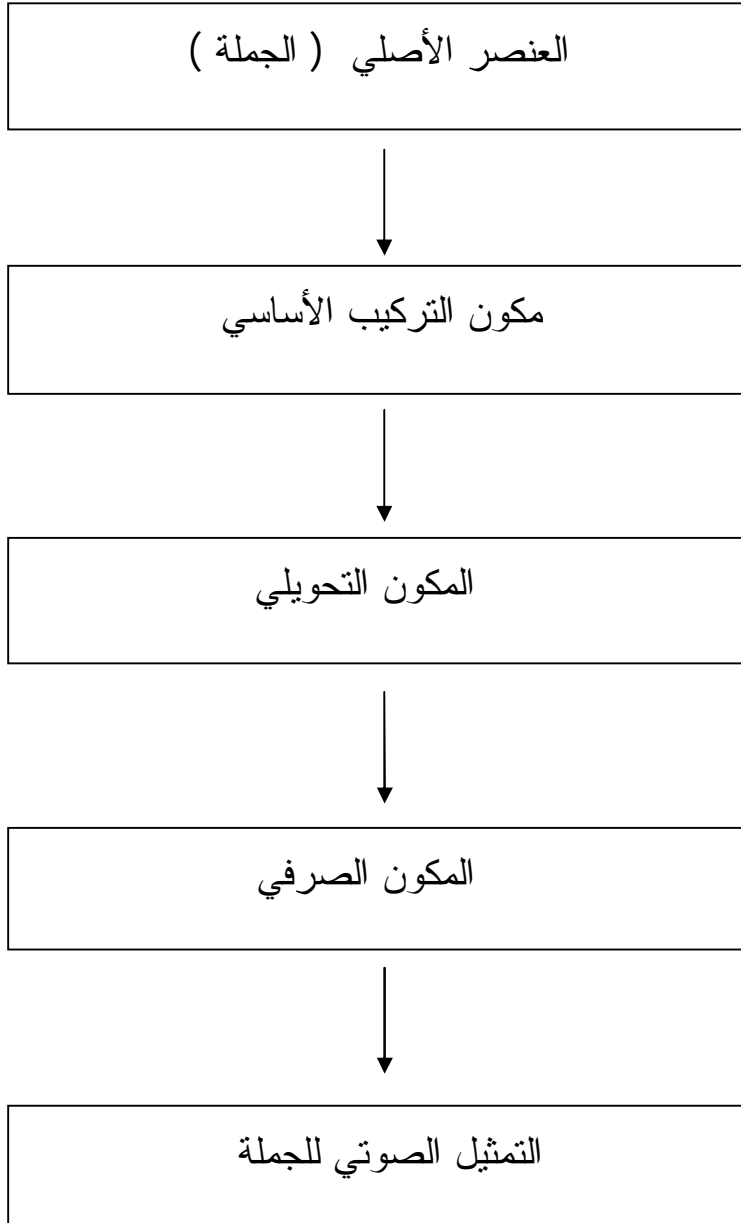 العنصر الأصلي ( الجملة )
مكون التركيب الأساسي
المكون التحويلي
المكون الصرفي
التمثيل الصوتي للجملة